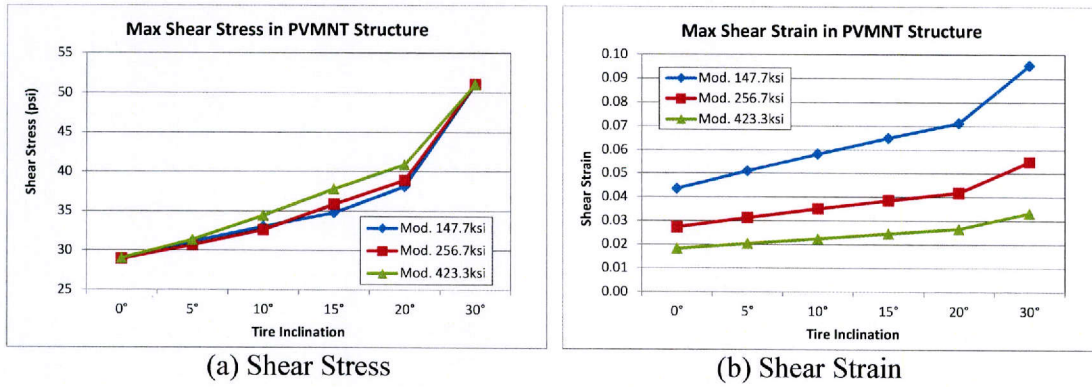 Max Shear Stress in PVMNT Structure
55
50
45
40
35
30
25
Shear Stress (psi)
Mod. 147.7ksi
Mod. 256.7ksi
Mod. 423.3ksi
0° 5° 10° 15° 20° 30°
Tire Inclination
(a) Shear Stress
Max Shear Strain in PVMNT Structure
0.10
0.09
0.08
0.07
0.06
0.05
0.04
0.03
0.02
0.01
0.00
Shear Strain
Mod. 147.7ksi
Mod. 256.7ksi
Mod. 423.3ksi
0° 5° 10° 15° 20° 30°
Tire Inclination
(b) Shear Strain